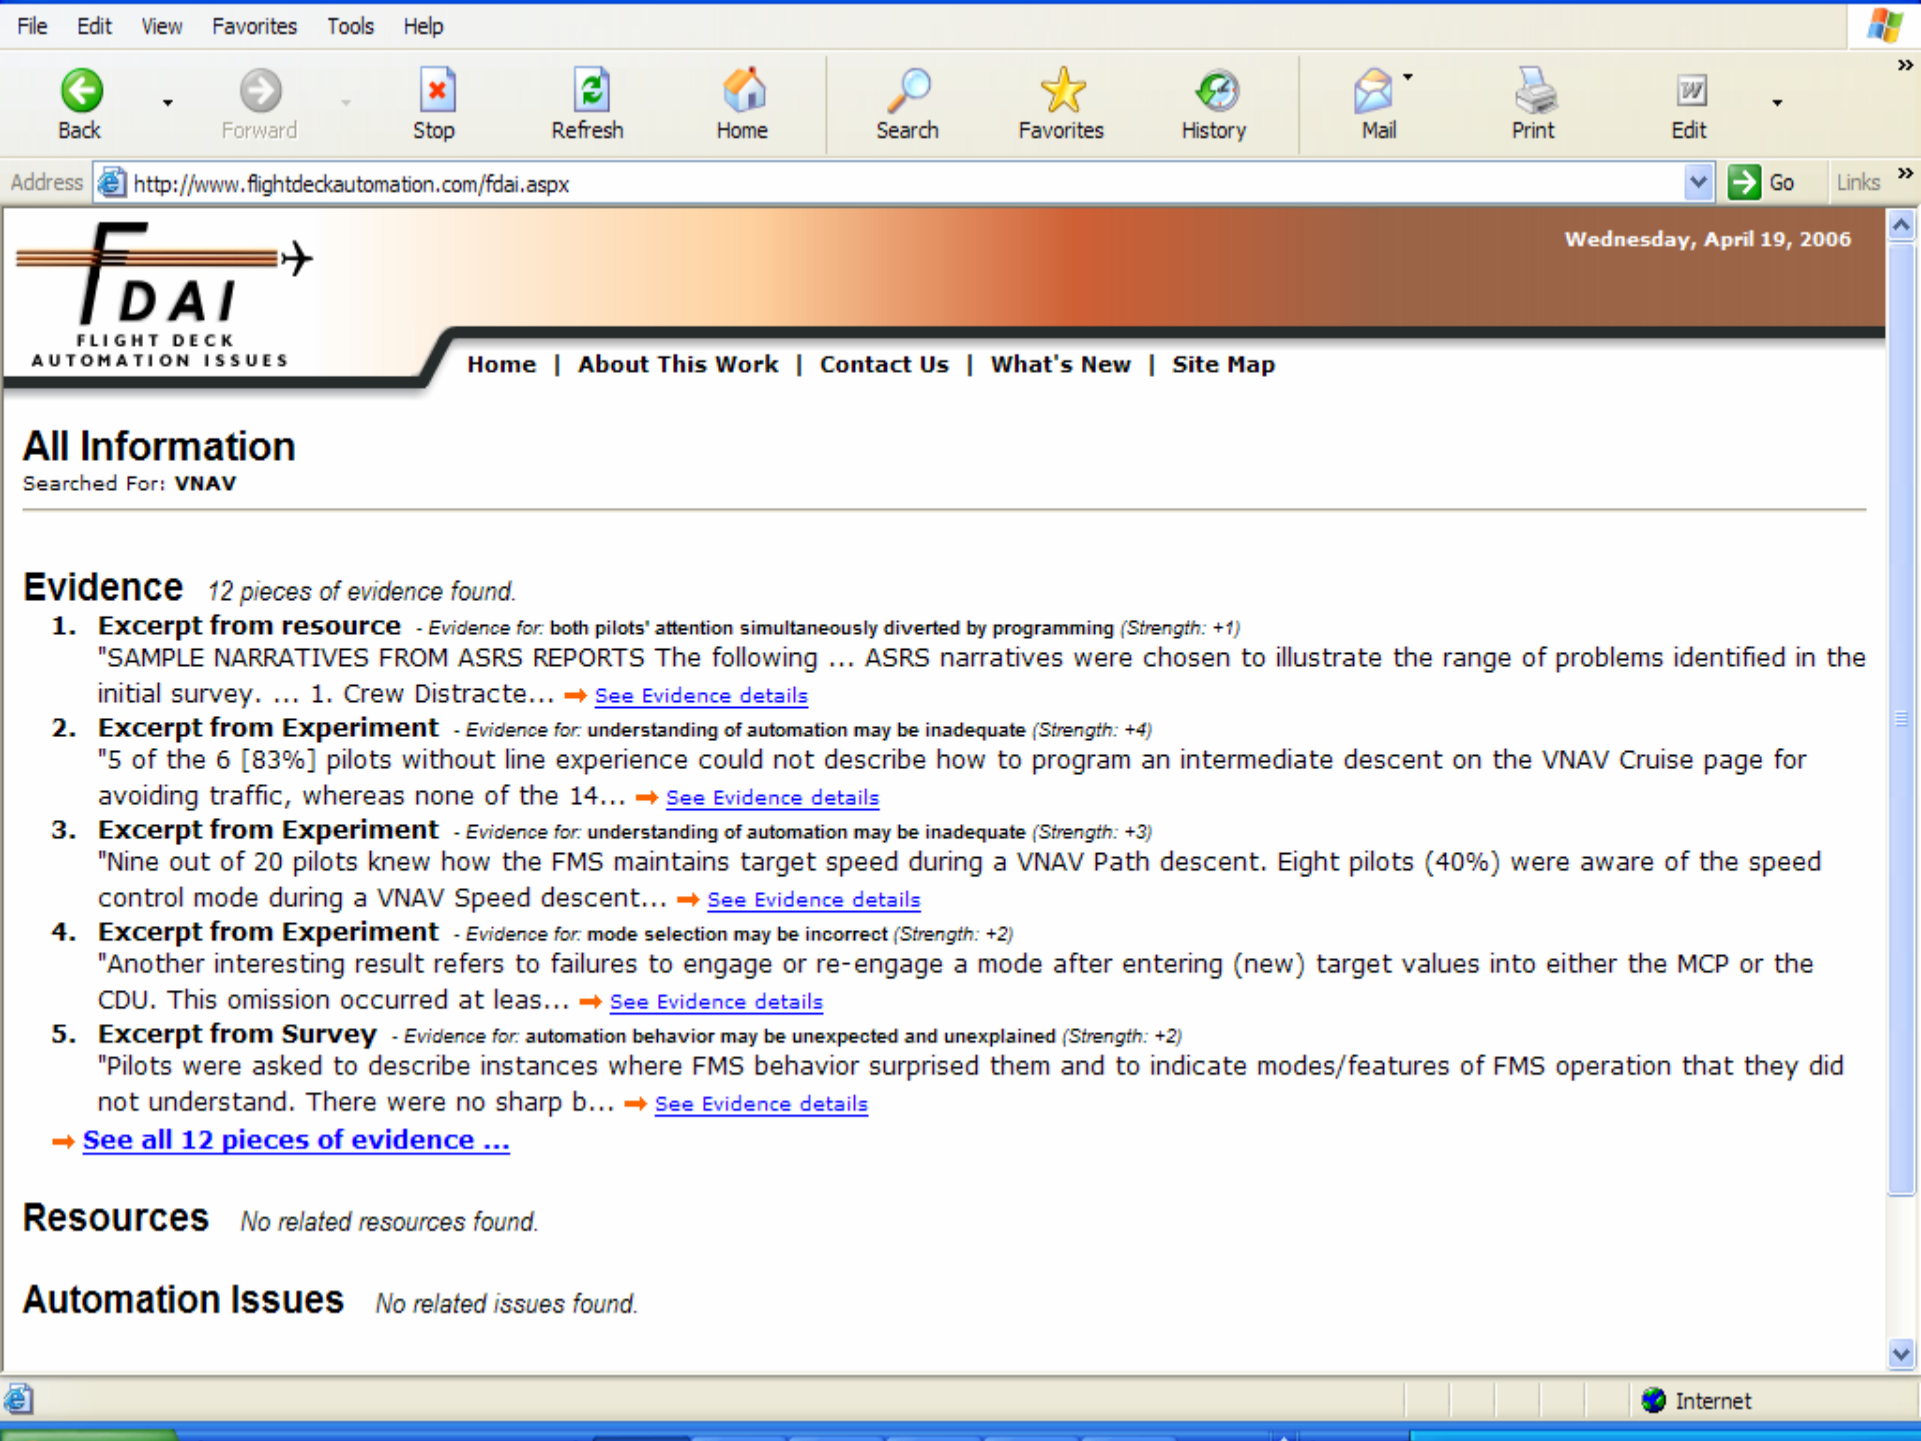 File Edit View Favorites Tools Help
Back Forward Stop Refresh Home Search Favorites History Mail Print Edit »
Address http://www.flightdeckautomation.com/fdai.aspx Go Links »
Wednesday, April 19, 2006
FDAI
FLIGHT DECK
AUTOMATION ISSUES
Home | About This Work | Contact Us | What's New | Site Map
All Information
Searched For: VNAV
Evidence 12 pieces of evidence found.
1. Excerpt from resource - Evidence for: both pilots' attention simultaneously diverted by programming (Strength: +1)
"SAMPLE NARRATIVES FROM ASRS REPORTS The following ... ASRS narratives were chosen to illustrate the range of problems identified in the
initial survey. ... 1. Crew Distracte... See Evidence details
2. Excerpt from Experiment - Evidence for: understanding of automation may be inadequate (Strength: +4)
"5 of the 6 [83%] pilots without line experience could not describe how to program an intermediate descent on the VNAV Cruise page for
avoiding traffic, whereas none of the 14... See Evidence details
3. Excerpt from Experiment - Evidence for: understanding of automation may be inadequate (Strength: +3)
"Nine out of 20 pilots knew how the FMS maintains target speed during a VNAV Path descent. Eight pilots (40%) were aware of the speed
control mode during a VNAV Speed descent... See Evidence details
4. Excerpt from Experiment - Evidence for: mode selection may be incorrect (Strength: +2)
"Another interesting result refers to failures to engage or re-engage a mode after entering (new) target values into either the MCP or the
CDU. This omission occurred at leas... See Evidence details
5. Excerpt from Survey - Evidence for: automation behavior may be unexpected and unexplained (Strength: +2)
"Pilots were asked to describe instances where FMS behavior surprised them and to indicate modes/features of FMS operation that they did
not understand. There were no sharp b... See Evidence details
See all 12 pieces of evidence ...
Resources No related resources found.
Automation Issues No related issues found.
Internet